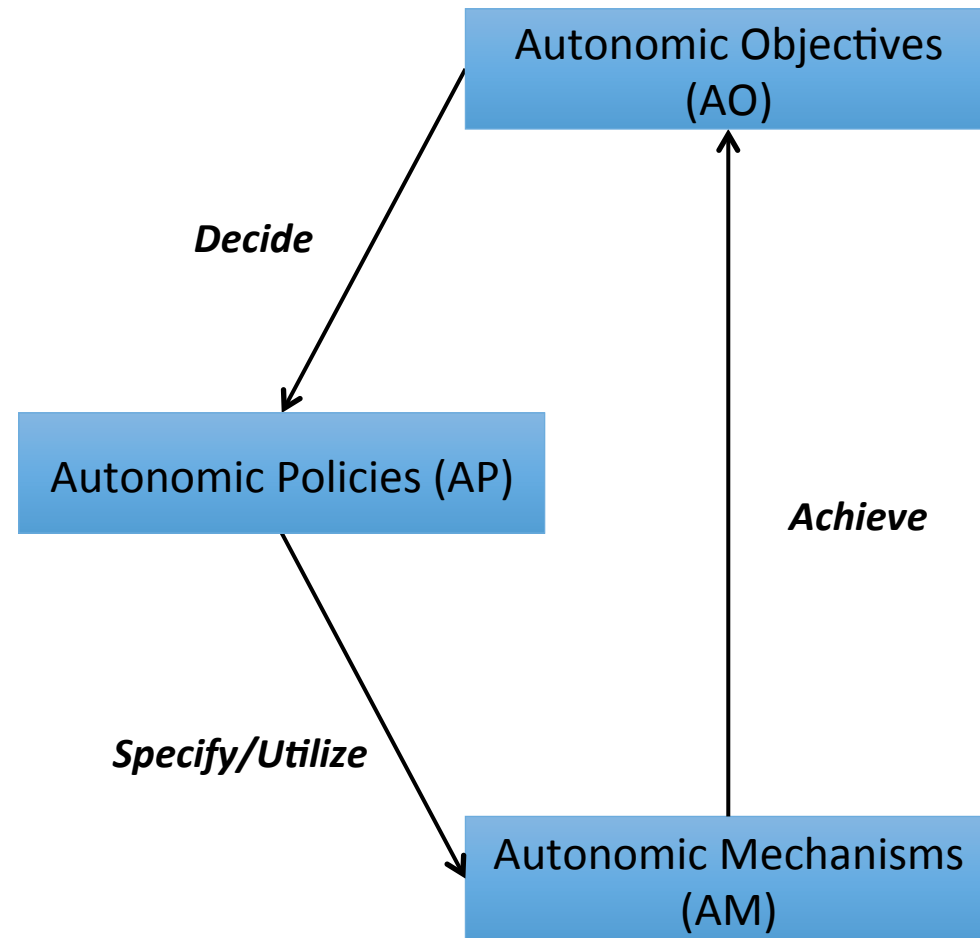 Autonomic Objectives
(AO)
Decide
Autonomic Policies (AP)
Achieve
Specify/Utilize
Autonomic Mechanisms
(AM)